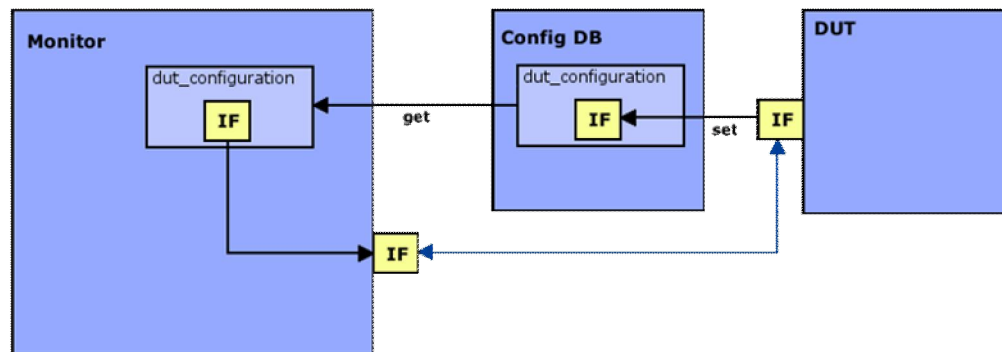 Monitor
dut_configuration
IF
get
Config DB
dut_configuration
IF
set
IF
DUT
IF